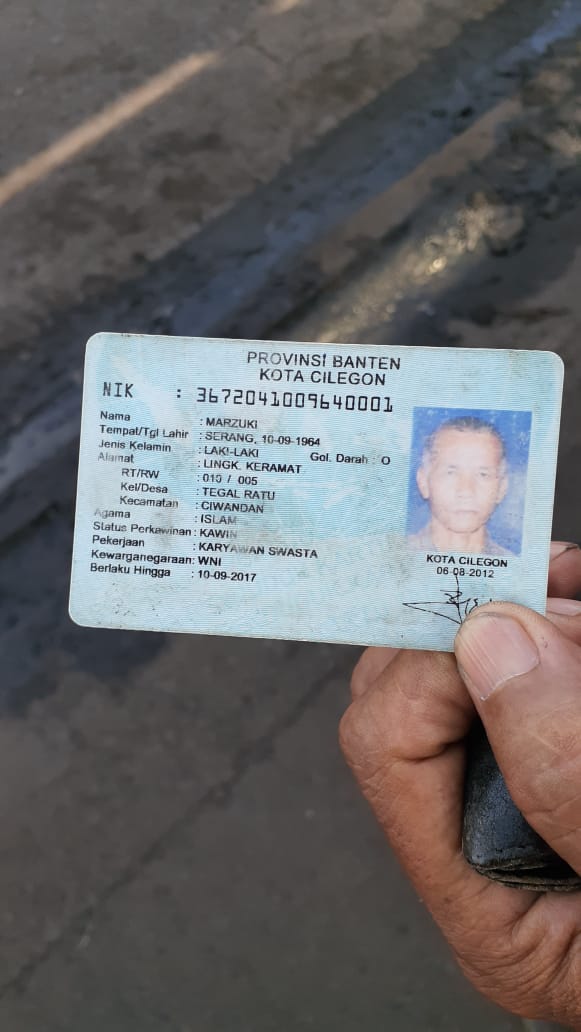 PROVINSI BANTEN
KOTA CILEGON
NIK : 3672041009640001
Nama : MARZUKI
Tempat/Tgl Lahir : SERANG, 10-09-1964
Jenis Kelamin : LAKI-LAKI Gol. Darah : O
Alamat : LINGK. KERAMAT
RT/RW : 010 / 005
Kel/Desa : TEGAL RATU
Kecamatan : CIWANDAN
Agama : ISLAM
Status Perkawinan : KAWIN
Pekerjaan : KARYAWAN SWASTA
Kewarganegaraan: WNI
Berlaku Hingga : 10-09-2017
KOTA CILEGON
06-08-2012